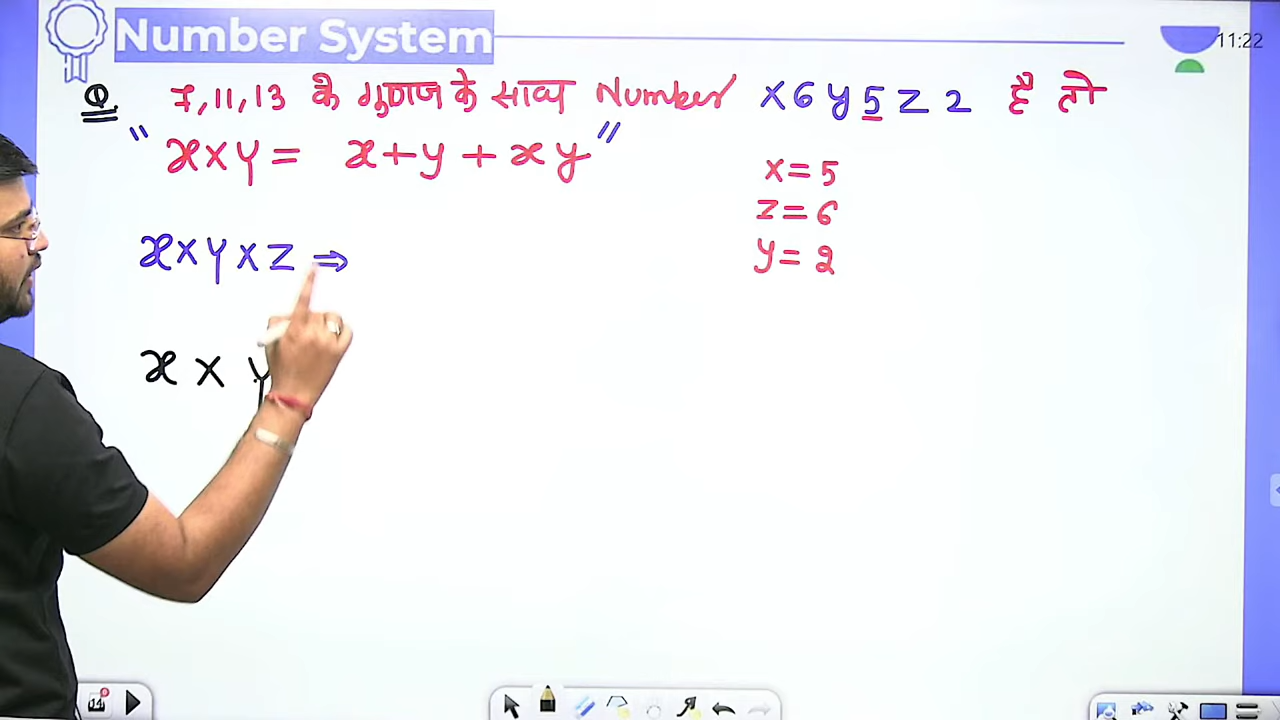 Number System
11:22
Q. 7,11,13 के गुणज के साथ Number X6Y5Z2 है तो
"x×y = x+y+xy"
x=5
z=6
y=2
x×y×z ⇒
x × y